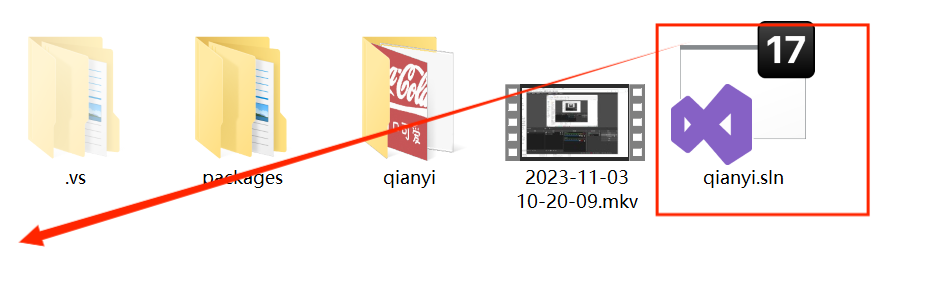 17
.vs
packages
qianyi
2023-11-03
10-20-09.mkv
qianyi.sln